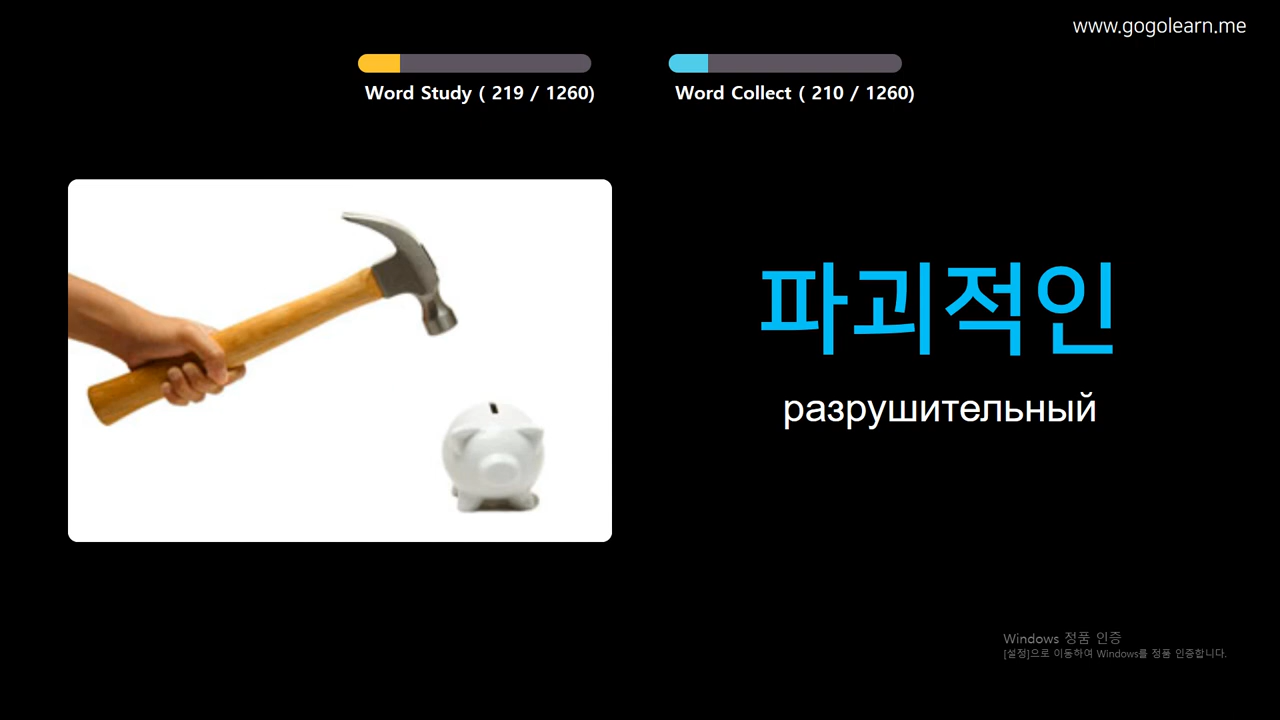 www.gogolearn.me
Word Study ( 219 / 1260)
Word Collect ( 210 / 1260)
파괴적인
разрушительный
Windows 정품 인증
[설정]으로 이동하여 Windows를 정품 인증합니다.